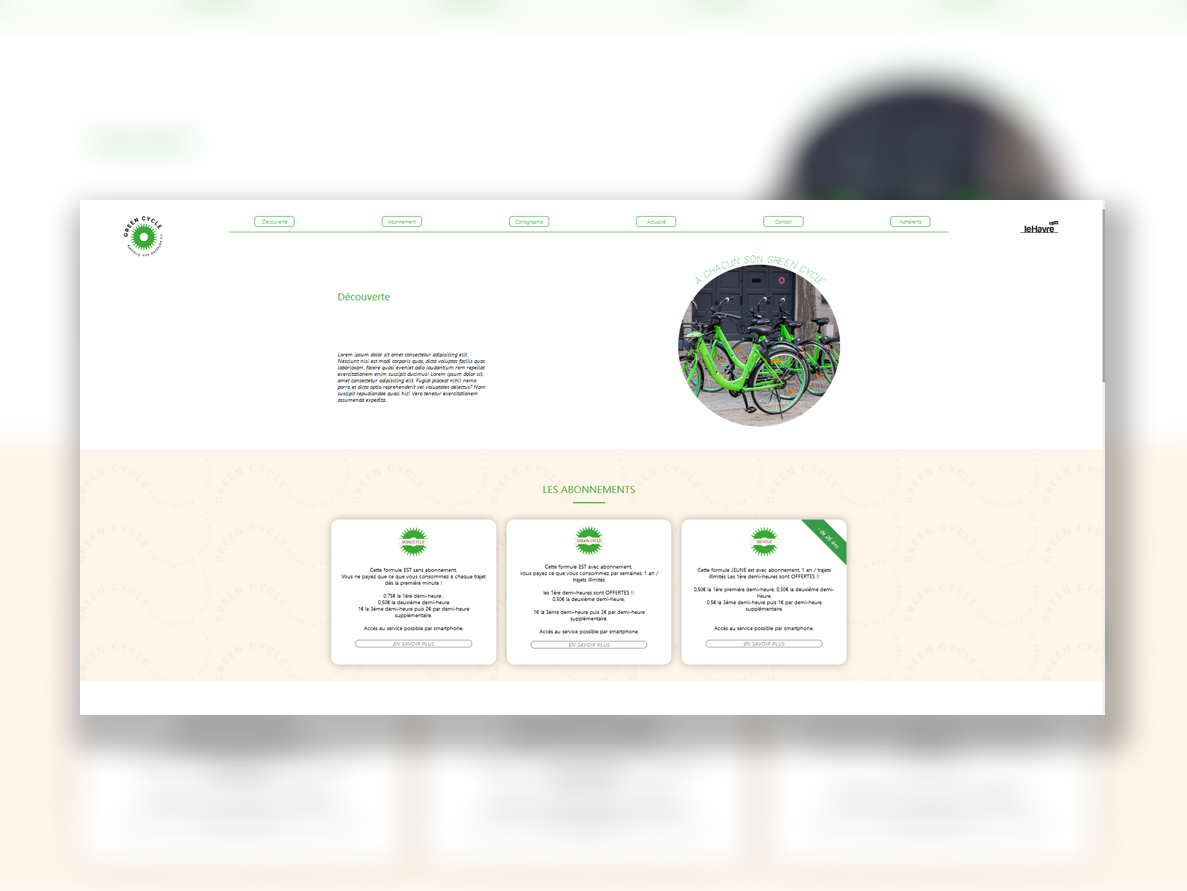 GREEN CYCLE
Découverte
Abonnement
Cartographie
Actualité
Contact
Adhérents
leHavre
À CHACUN SON GREEN CYCLE
Découverte
Lorem ipsum dolor sit amet consectetur adipisicing elit.
Nesciunt nisi est modi corporis quas, dicta voluptas facilis quos
laboriosam, facere quasi eveniet odio laudantium rem repellat
exercitationem enim suscipit ducimus! Lorem ipsum dolor sit,
amet consectetur adipisicing elit. Fugiat placeat nihil nemo
porro et dicta optio reprehenderit vel voluptates delectus? Nam
suscipit repudiandae quasi hic! Vero tenetur exercitationem
assumenda expedita.
LES ABONNEMENTS
MONOCYCLE
Cette formule EST sans abonnement,
Vous ne payez que ce que vous consommez à chaque trajet
dès la première minute !
0,75€ la 1ère demi-heure ,
0,50€ la deuxième demi-heure
1€ la 3ème demi-heure puis 2€ par demi-heure
supplémentaire.
Accès au service possible par smartphone.
EN SAVOIR PLUS
GREEN CYCLE
Cette formule EST avec abonnement,
vous payez ce que vous consommez par semaines. 1 an /
trajets illimités
les 1ère demi-heures sont OFFERTES !!
0,50€ la deuxième demi-heure,
1€ la 3ème demi-heure puis 2€ par demi-heure
supplémentaire.
Accès au service possible par smartphone.
EN SAVOIR PLUS
BICYCLE
- de 26 ans
Cette formule JEUNE est avec abonnement, 1 an / trajets
illimités Les 1ère demi-heures sont OFFERTES !!
0,50€ la 1ère première demi-heure, 0,30€ la deuxième demi-
heure,
0,5€ la 3ème demi-heure puis 1€ par demi-heure
supplémentaire.
Accès au service possible par smartphone.
EN SAVOIR PLUS